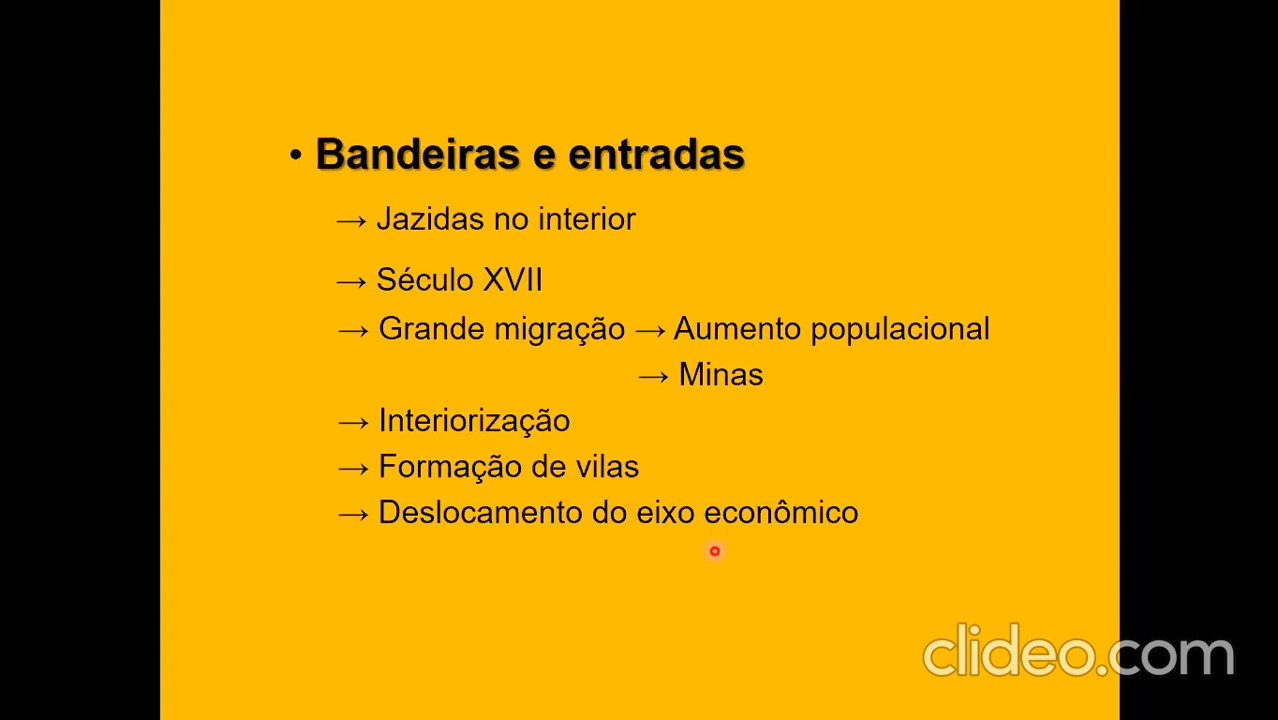 • Bandeiras e entradas
→ Jazidas no interior
→ Século XVII
→ Grande migração → Aumento populacional
→ Minas
→ Interiorização
→ Formação de vilas
→ Deslocamento do eixo econômico
clideo.com